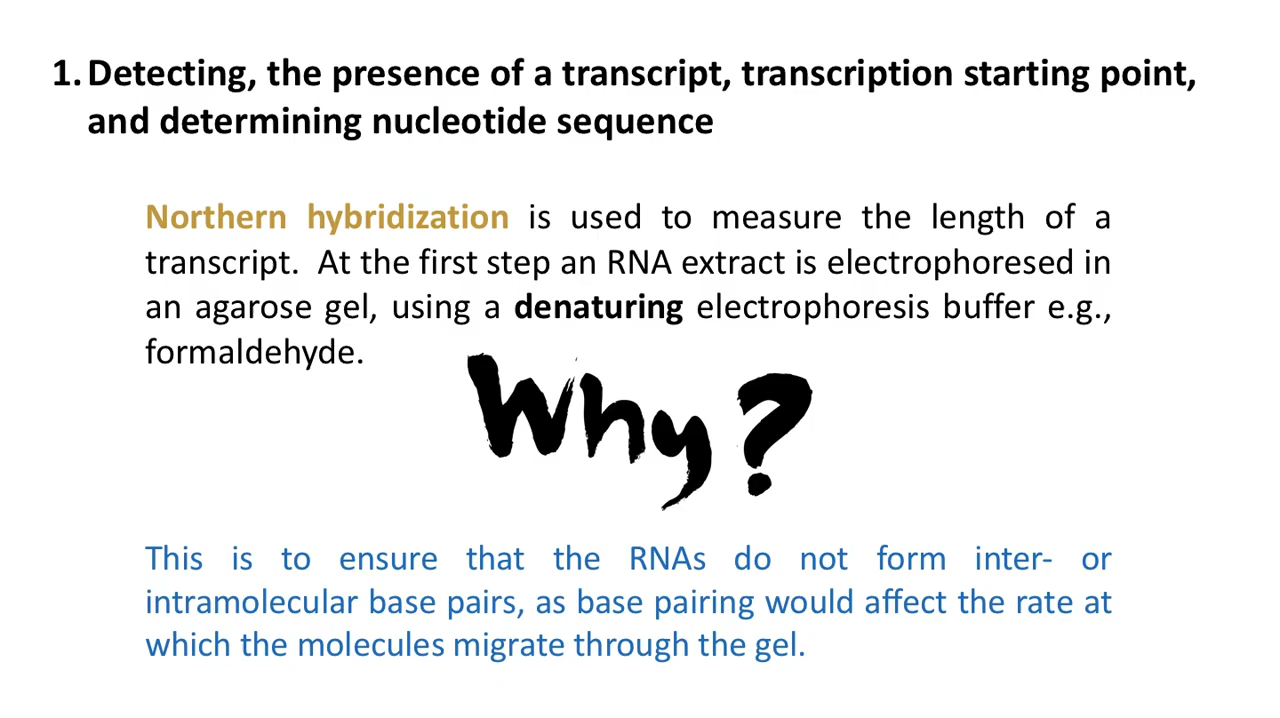 1. Detecting, the presence of a transcript, transcription starting point,
and determining nucleotide sequence
Northern hybridization is used to measure the length of a
transcript. At the first step an RNA extract is electrophoresed in
an agarose gel, using a denaturing electrophoresis buffer e.g.,
formaldehyde.
Why?
This is to ensure that the RNAs do not form inter- or
intramolecular base pairs, as base pairing would affect the rate at
which the molecules migrate through the gel.